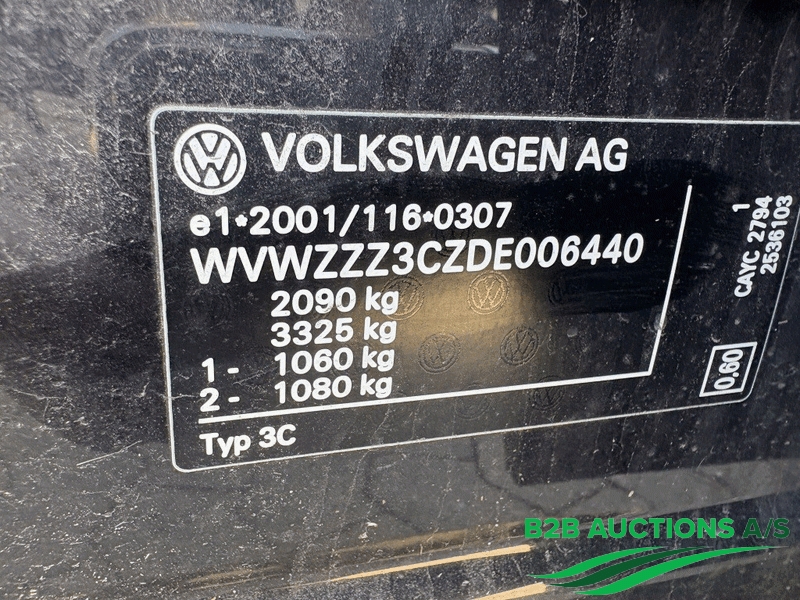 VOLKSWAGEN AG
e1*2001/116*0307
WVWZZZ3CZDE006440
2090 kg
3325 kg
1 - 1060 kg
2 - 1080 kg
Typ 3C
1
CAYC 2794
2536103
0.60
B2B AUCTIONS A/S